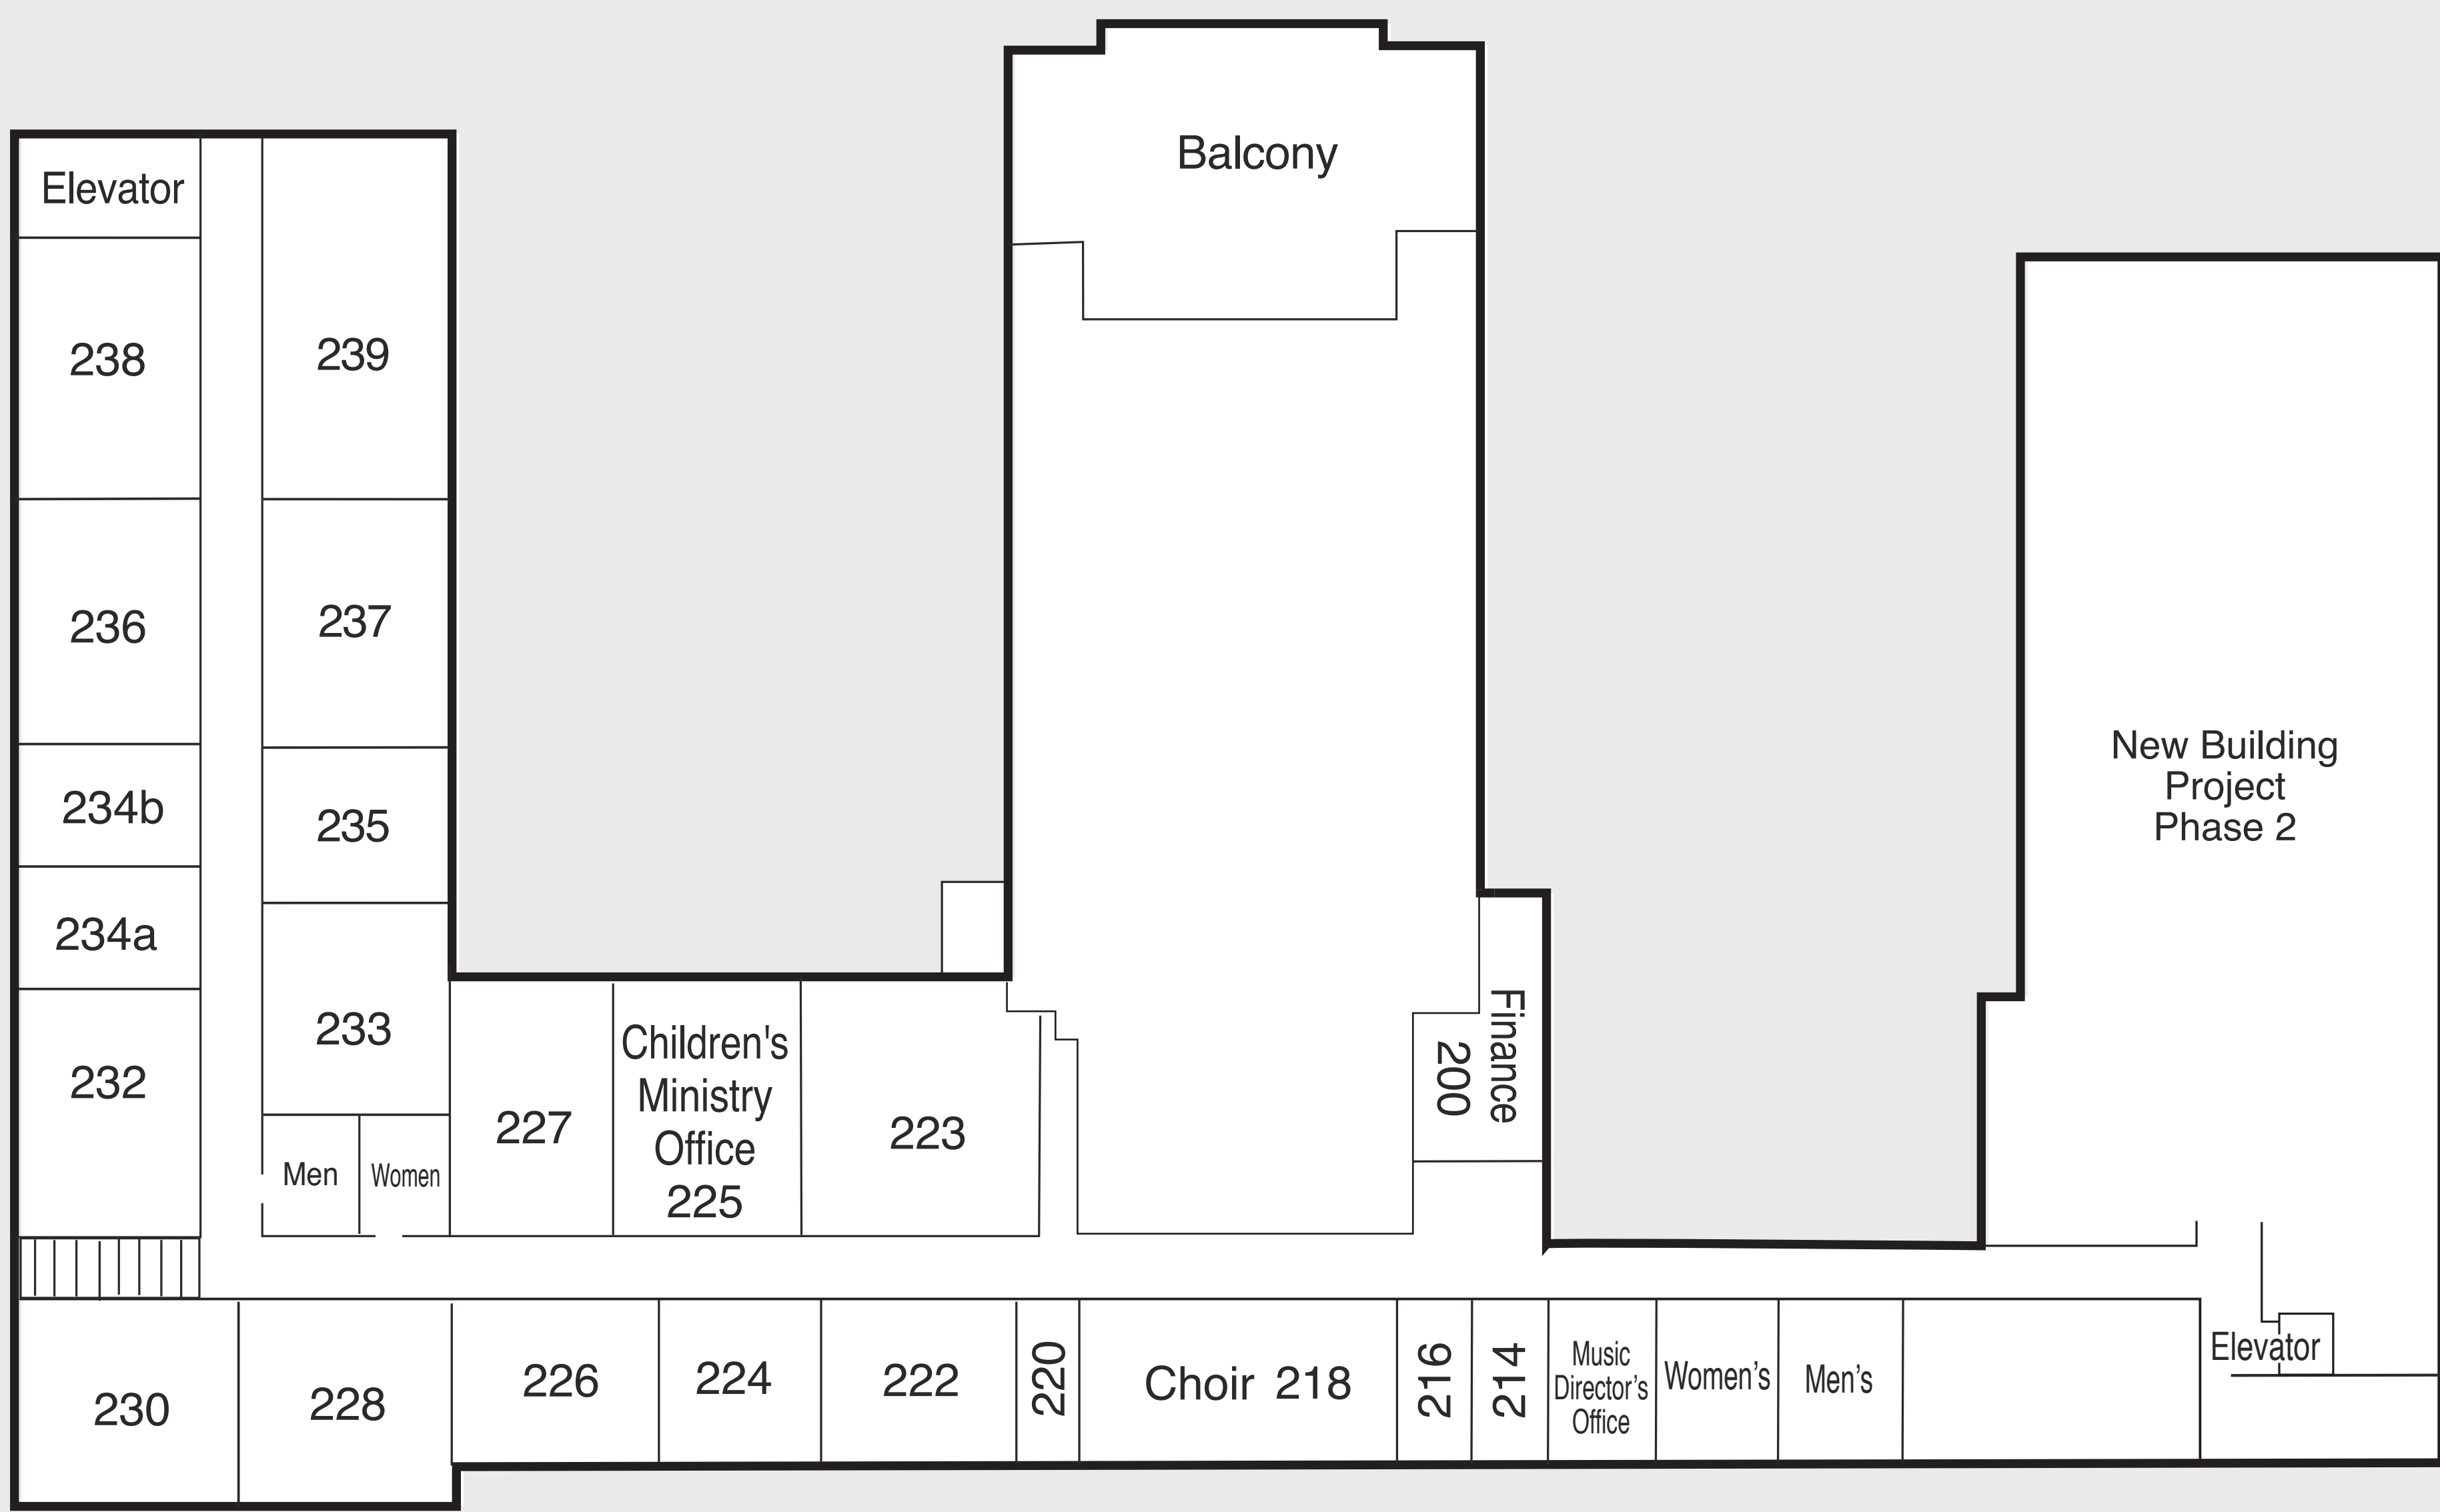 Balcony
Elevator
238
239
236
237
New Building
Project
Phase 2
234b
235
234a
233
232
Men
Women
227
Children's
Ministry
Office
225
223
Finance
200
230
228
226
224
222
220
Choir 218
216
214
Music
Director’s
Office
Women’s
Men’s
Elevator